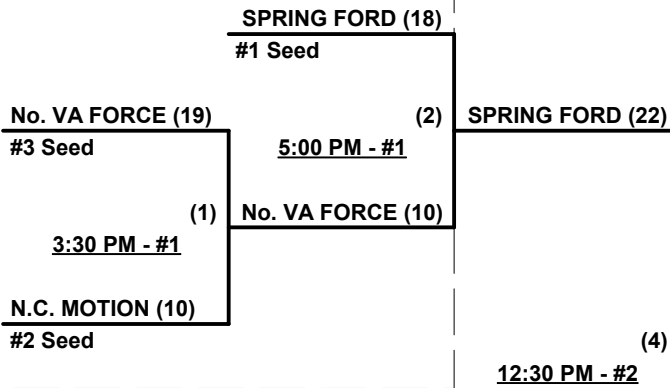 SPRING FORD (18)
#1 Seed
No. VA FORCE (19)
(2)
SPRING FORD (22)
#3 Seed
5:00 PM - #1
(1)
No. VA FORCE (10)
3:30 PM - #1
N.C. MOTION (10)
#2 Seed
(4)
12:30 PM - #2